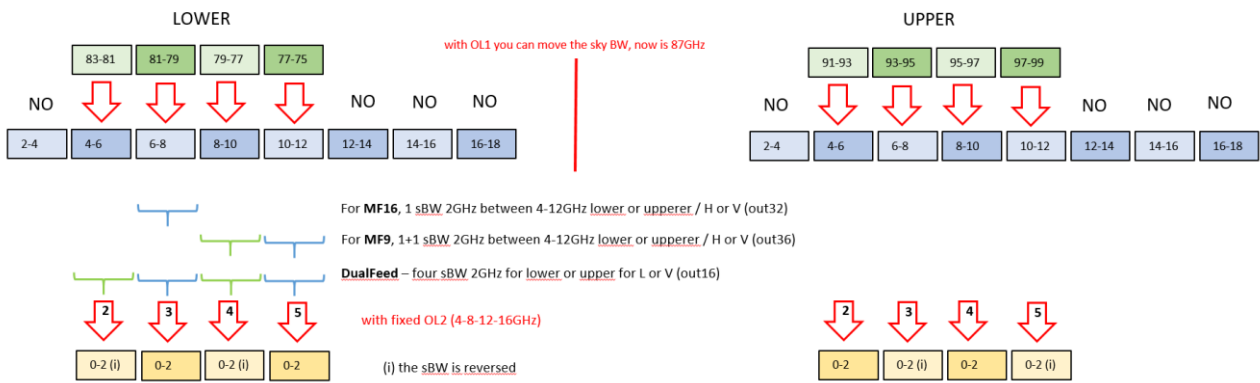 LOWER
UPPER
with OL1 you can move the sky BW, now is 87GHz
83-81 81-79 79-77 77-75
91-93 93-95 95-97 97-99
NO NO NO NO
NO NO NO NO
2-4 4-6 6-8 8-10 10-12 12-14 14-16 16-18
2-4 4-6 6-8 8-10 10-12 12-14 14-16 16-18
For MF16, 1 sBW 2GHz between 4-12GHz lower or upperer / H or V (out32)
For MF9, 1+1 sBW 2GHz between 4-12GHz lower or upperer / H or V (out36)
DualFeed – four sBW 2GHz for lower or upper for L or V (out16)
2 3 4 5
with fixed OL2 (4-8-12-16GHz)
2 3 4 5
0-2 (i) 0-2 0-2 (i) 0-2
(i) the sBW is reversed
0-2 0-2 (i) 0-2 0-2 (i)